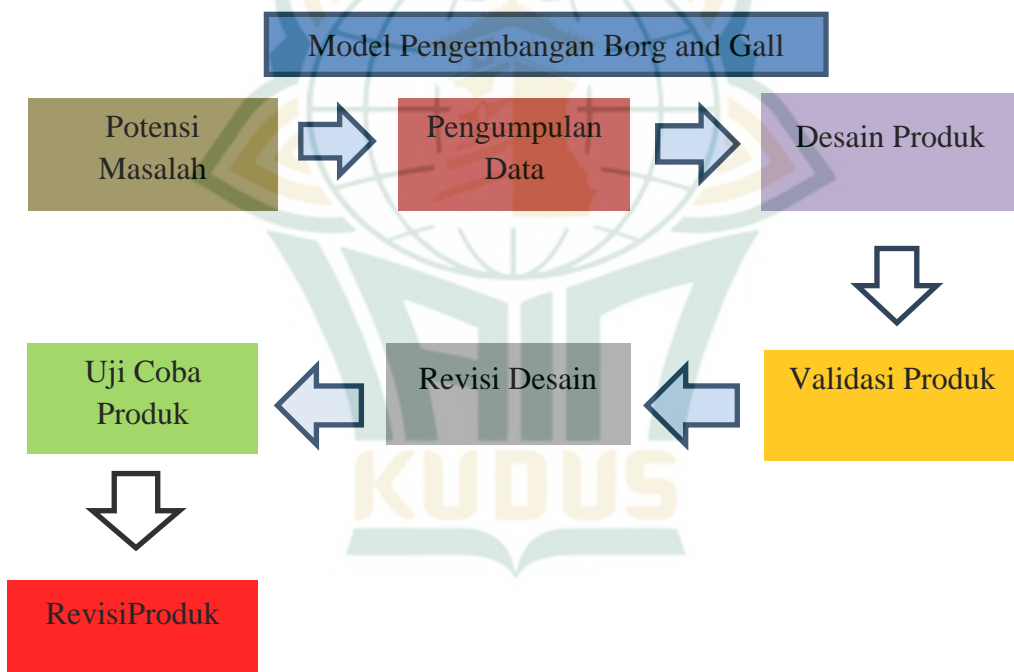 Model Pengembangan Borg and Gall
Potensi
Masalah
Pengumpulan
Data
Desain Produk
Validasi Produk
Revisi Desain
Uji Coba
Produk
RevisiProduk
KUDUS